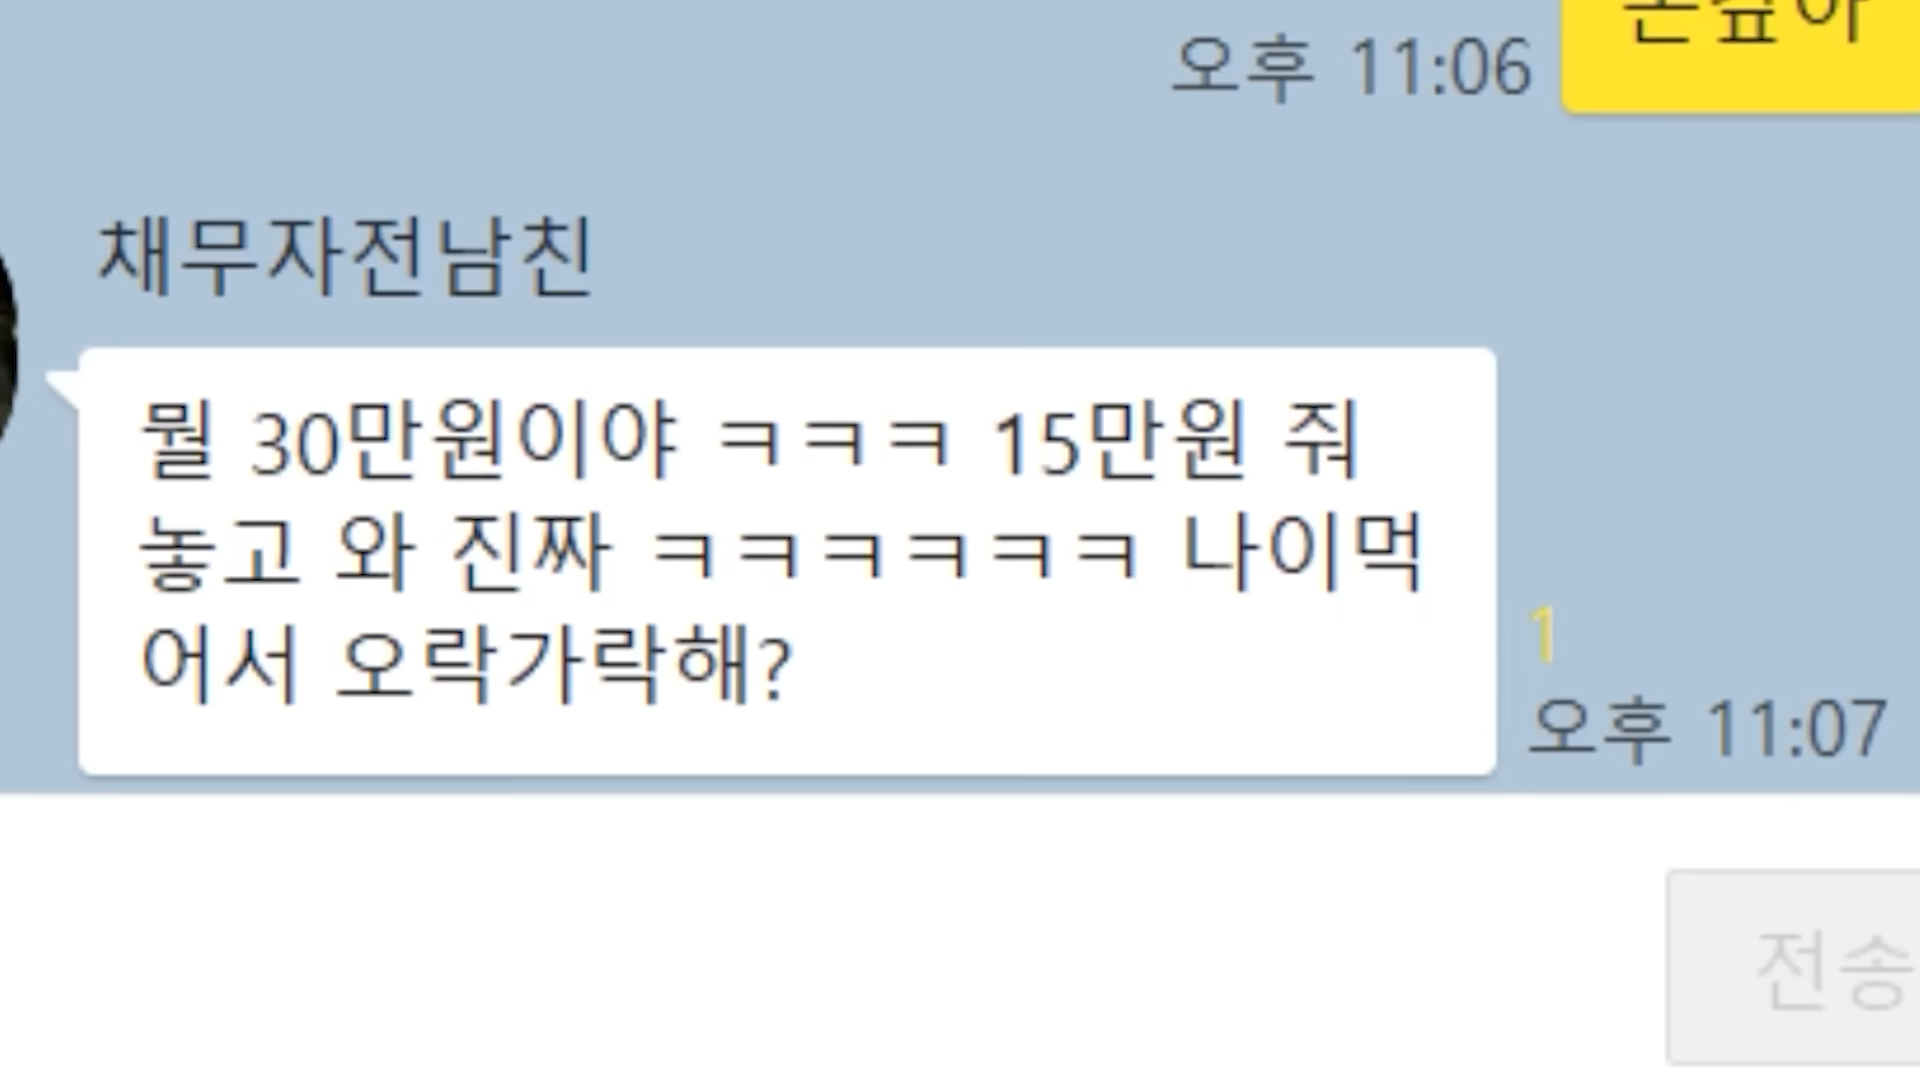 오후 11:06
채무자전남친
뭘 30만원이야 ㅋㅋㅋ 15만원 줘
놓고 와 진짜 ㅋㅋㅋㅋㅋㅋ 나이먹
어서 오락가락해?
1
오후 11:07
전송